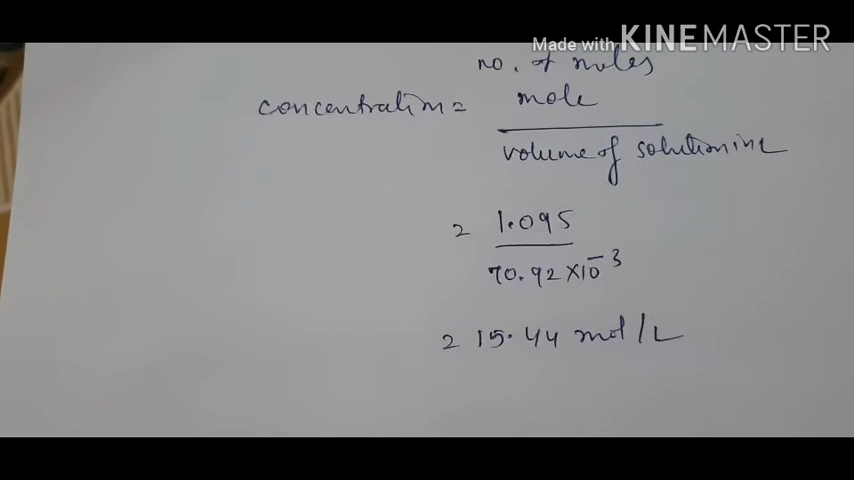 Made with KINEMASTER
no. of moles
concentration = mole
volume of solution in L
= 1.095
70.92 × 10⁻³
= 15.44 mol/L